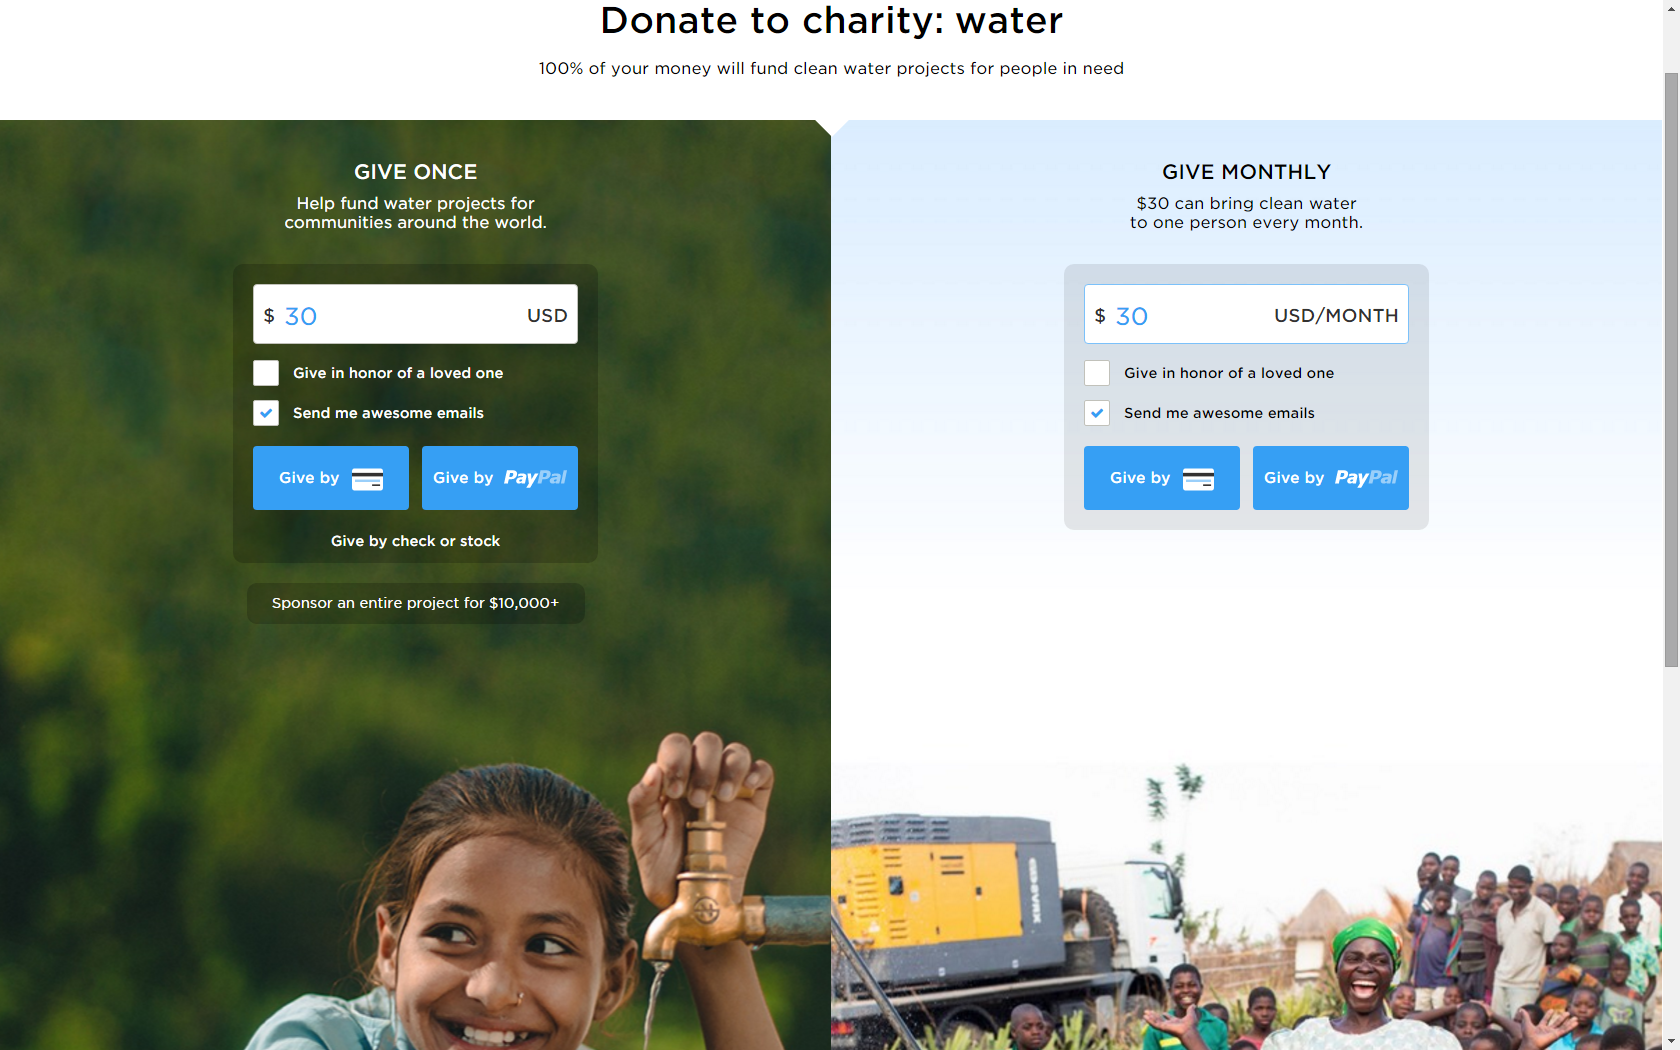 Donate to charity: water
100% of your money will fund clean water projects for people in need
GIVE ONCE
Help fund water projects for
communities around the world.
$ 30 USD
Give in honor of a loved one
Send me awesome emails
Give by
Give by PayPal
Give by check or stock
Sponsor an entire project for $10,000+
GIVE MONTHLY
$30 can bring clean water
to one person every month.
$ 30 USD/MONTH
Give in honor of a loved one
Send me awesome emails
Give by
Give by PayPal